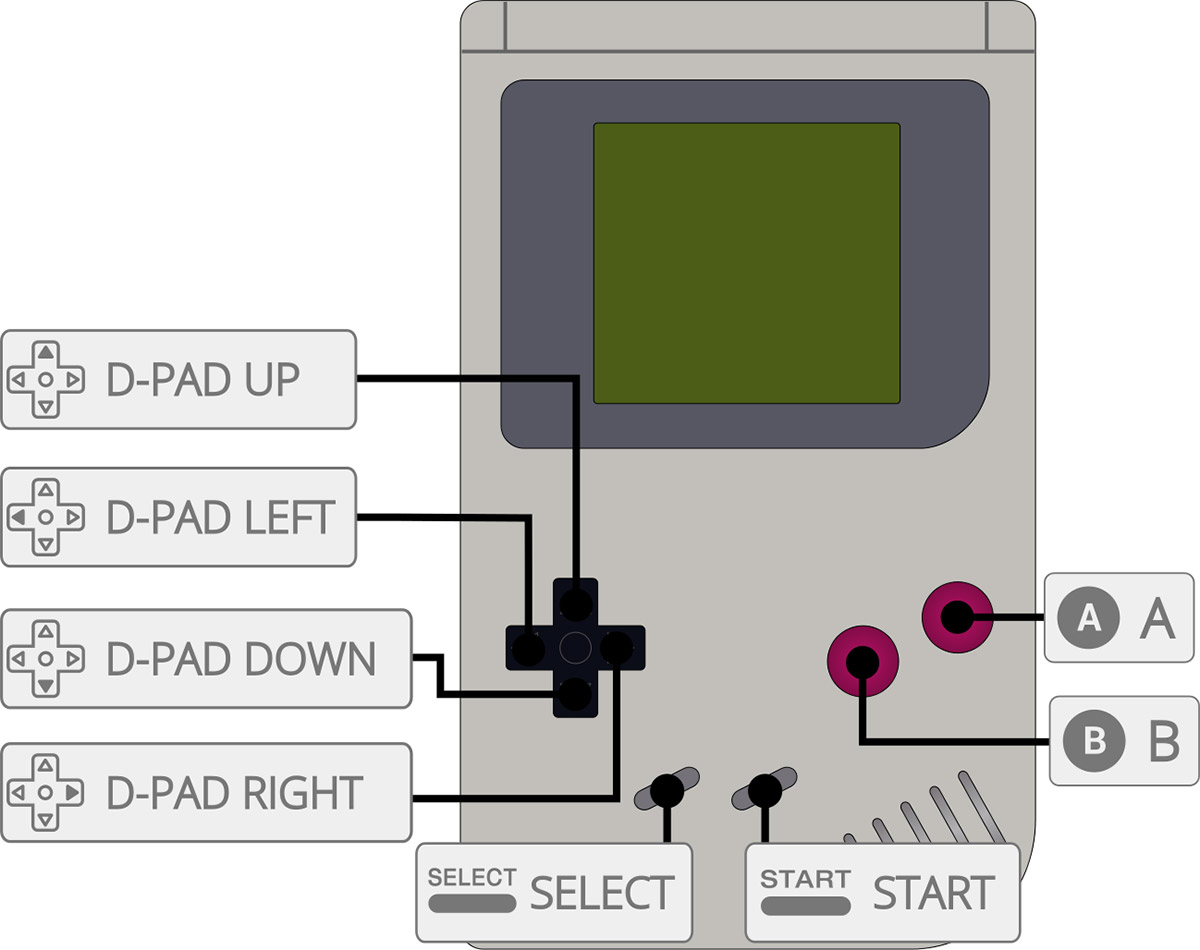 D-PAD UP
D-PAD LEFT
D-PAD DOWN
D-PAD RIGHT
A A
B B
SELECT SELECT
START START